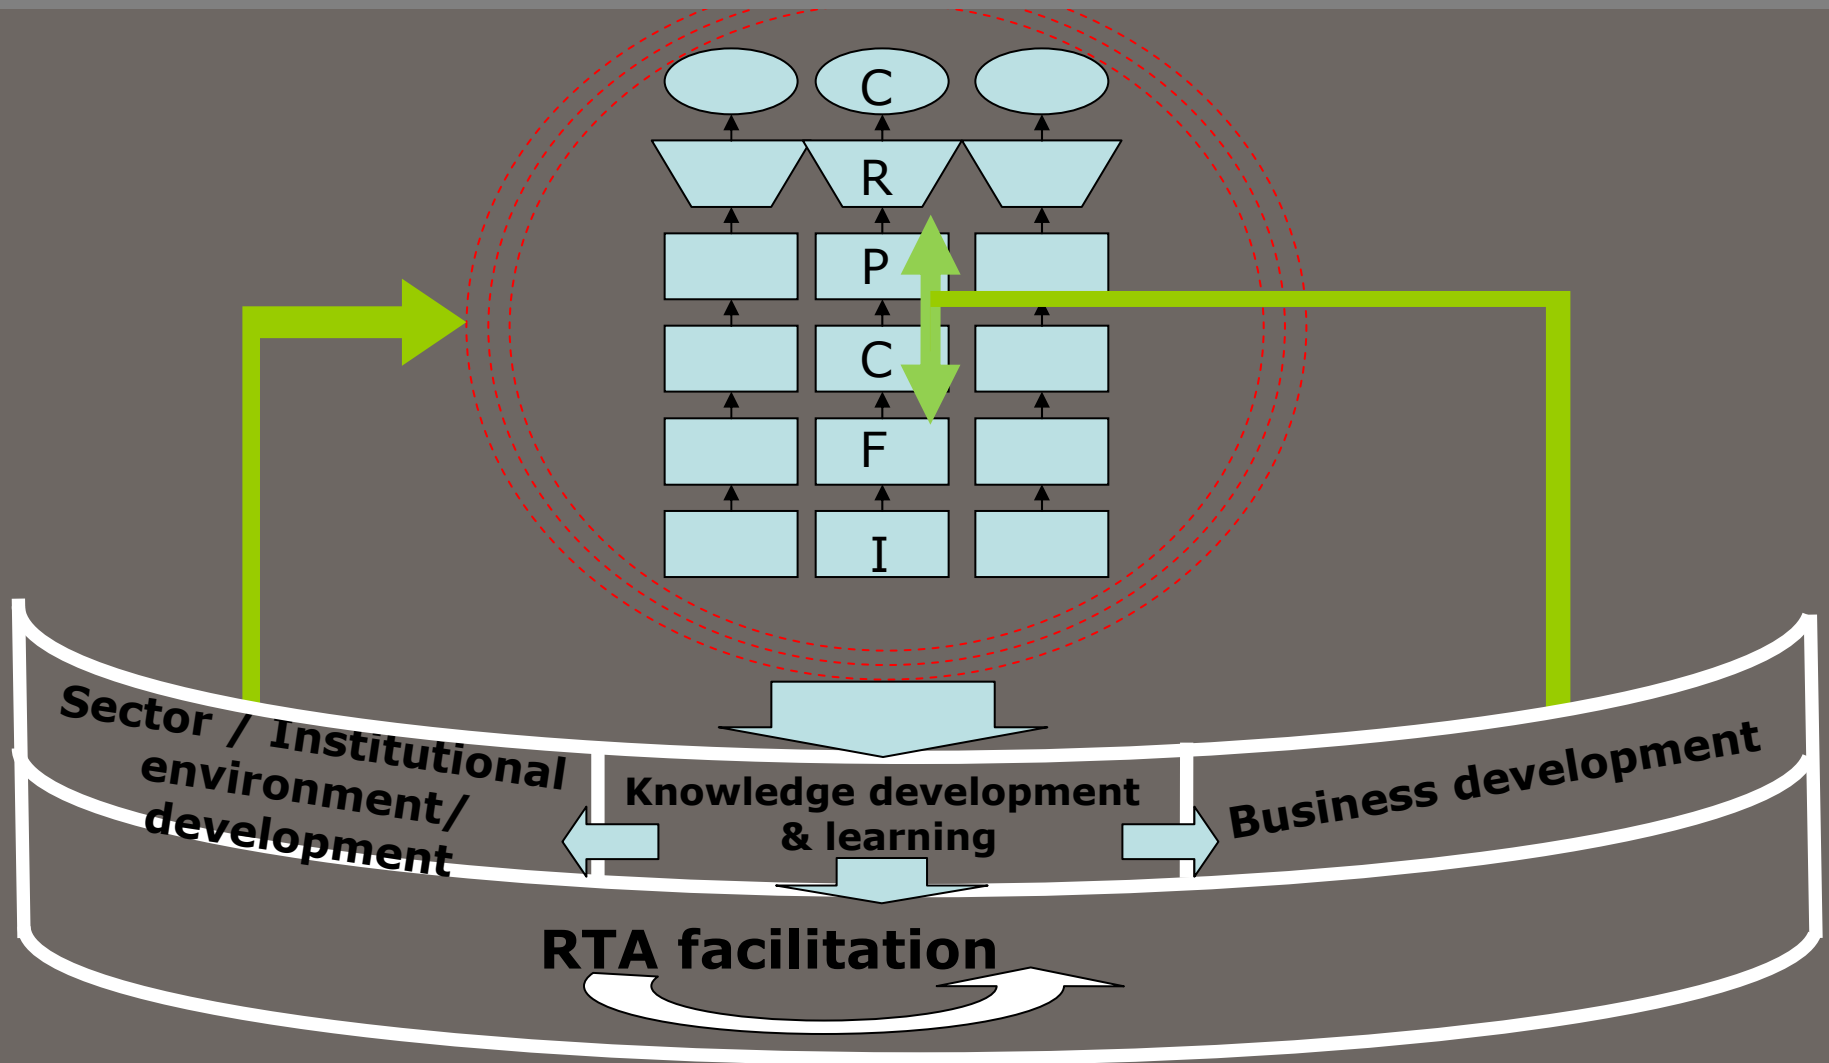 C
R
P
C
F
I
Sector / Institutional
environment/
development
Knowledge development
& learning
Business development
RTA facilitation